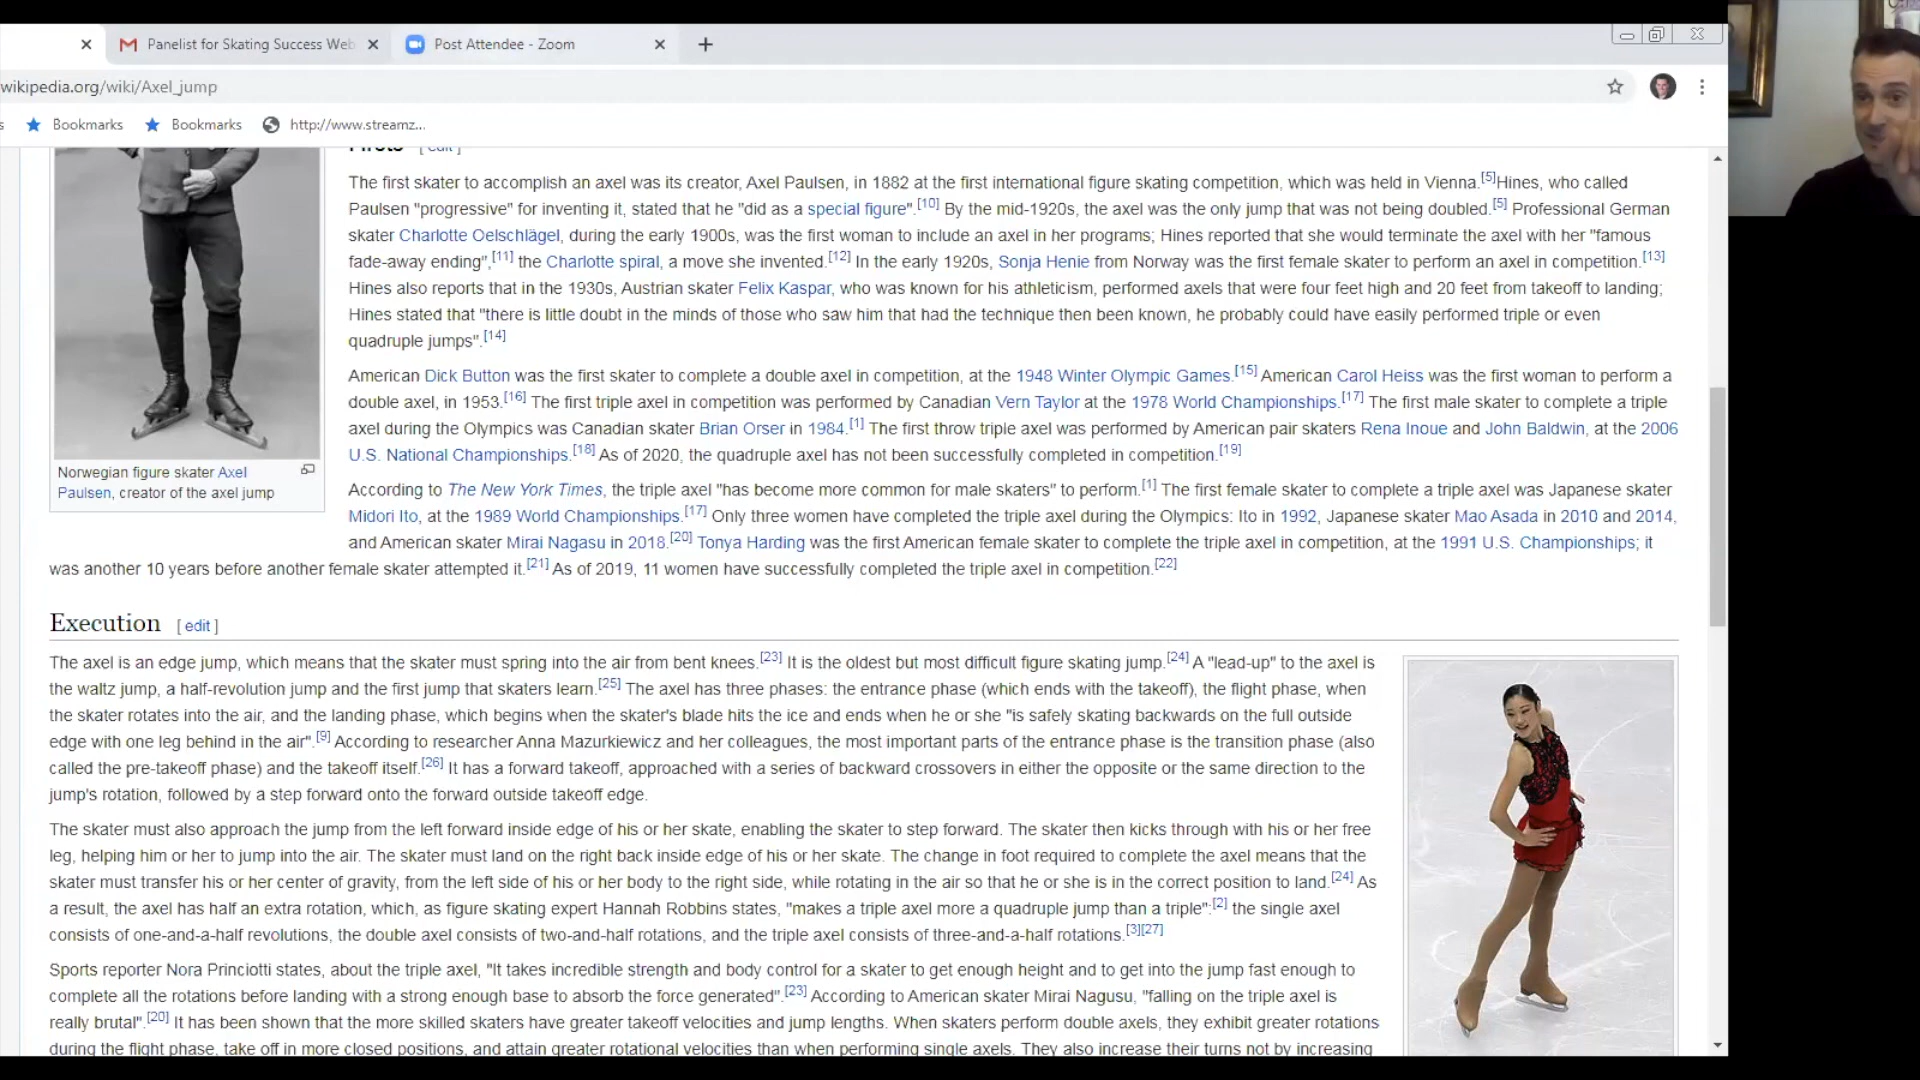 Panelist for Skating Success Web
Post Attendee - Zoom
wikipedia.org/wiki/Axel_jump
s Bookmarks Bookmarks http://www.streamz...
Firsts [ edit ]
The first skater to accomplish an axel was its creator, Axel Paulsen, in 1882 at the first international figure skating competition, which was held in Vienna.[5]Hines, who called
Paulsen "progressive" for inventing it, stated that he "did as a special figure".[10] By the mid-1920s, the axel was the only jump that was not being doubled.[5] Professional German
skater Charlotte Oelschlägel, during the early 1900s, was the first woman to include an axel in her programs; Hines reported that she would terminate the axel with her "famous
fade-away ending",[11] the Charlotte spiral, a move she invented.[12] In the early 1920s, Sonja Henie from Norway was the first female skater to perform an axel in competition.[13]
Hines also reports that in the 1930s, Austrian skater Felix Kaspar, who was known for his athleticism, performed axels that were four feet high and 20 feet from takeoff to landing;
Hines stated that "there is little doubt in the minds of those who saw him that had the technique then been known, he probably could have easily performed triple or even
quadruple jumps".[14]
American Dick Button was the first skater to complete a double axel in competition, at the 1948 Winter Olympic Games.[15] American Carol Heiss was the first woman to perform a
double axel, in 1953.[16] The first triple axel in competition was performed by Canadian Vern Taylor at the 1978 World Championships.[17] The first male skater to complete a triple
axel during the Olympics was Canadian skater Brian Orser in 1984.[1] The first throw triple axel was performed by American pair skaters Rena Inoue and John Baldwin, at the 2006
U.S. National Championships.[18] As of 2020, the quadruple axel has not been successfully completed in competition.[19]
Norwegian figure skater Axel
Paulsen, creator of the axel jump
According to The New York Times, the triple axel "has become more common for male skaters" to perform.[1] The first female skater to complete a triple axel was Japanese skater
Midori Ito, at the 1989 World Championships.[17] Only three women have completed the triple axel during the Olympics: Ito in 1992, Japanese skater Mao Asada in 2010 and 2014,
and American skater Mirai Nagasu in 2018.[20] Tonya Harding was the first American female skater to complete the triple axel in competition, at the 1991 U.S. Championships; it
was another 10 years before another female skater attempted it.[21] As of 2019, 11 women have successfully completed the triple axel in competition.[22]
Execution [ edit ]
The axel is an edge jump, which means that the skater must spring into the air from bent knees.[23] It is the oldest but most difficult figure skating jump.[24] A "lead-up" to the axel is
the waltz jump, a half-revolution jump and the first jump that skaters learn.[25] The axel has three phases: the entrance phase (which ends with the takeoff), the flight phase, when
the skater rotates into the air, and the landing phase, which begins when the skater's blade hits the ice and ends when he or she "is safely skating backwards on the full outside
edge with one leg behind in the air".[9] According to researcher Anna Mazurkiewicz and her colleagues, the most important parts of the entrance phase is the transition phase (also
called the pre-takeoff phase) and the takeoff itself.[26] It has a forward takeoff, approached with a series of backward crossovers in either the opposite or the same direction to the
jump's rotation, followed by a step forward onto the forward outside takeoff edge.
The skater must also approach the jump from the left forward inside edge of his or her skate, enabling the skater to step forward. The skater then kicks through with his or her free
leg, helping him or her to jump into the air. The skater must land on the right back inside edge of his or her skate. The change in foot required to complete the axel means that the
skater must transfer his or her center of gravity, from the left side of his or her body to the right side, while rotating in the air so that he or she is in the correct position to land.[24] As
a result, the axel has half an extra rotation, which, as figure skating expert Hannah Robbins states, "makes a triple axel more a quadruple jump than a triple":[2] the single axel
consists of one-and-a-half revolutions, the double axel consists of two-and-half rotations, and the triple axel consists of three-and-a-half rotations.[3][27]
Sports reporter Nora Princiotti states, about the triple axel, "It takes incredible strength and body control for a skater to get enough height and to get into the jump fast enough to
complete all the rotations before landing with a strong enough base to absorb the force generated".[23] According to American skater Mirai Nagusu, "falling on the triple axel is
really brutal".[20] It has been shown that the more skilled skaters have greater takeoff velocities and jump lengths. When skaters perform double axels, they exhibit greater rotations
during the flight phase, take off in more closed positions, and attain greater rotational velocities than when performing single axels. They also increase their turns not by increasing